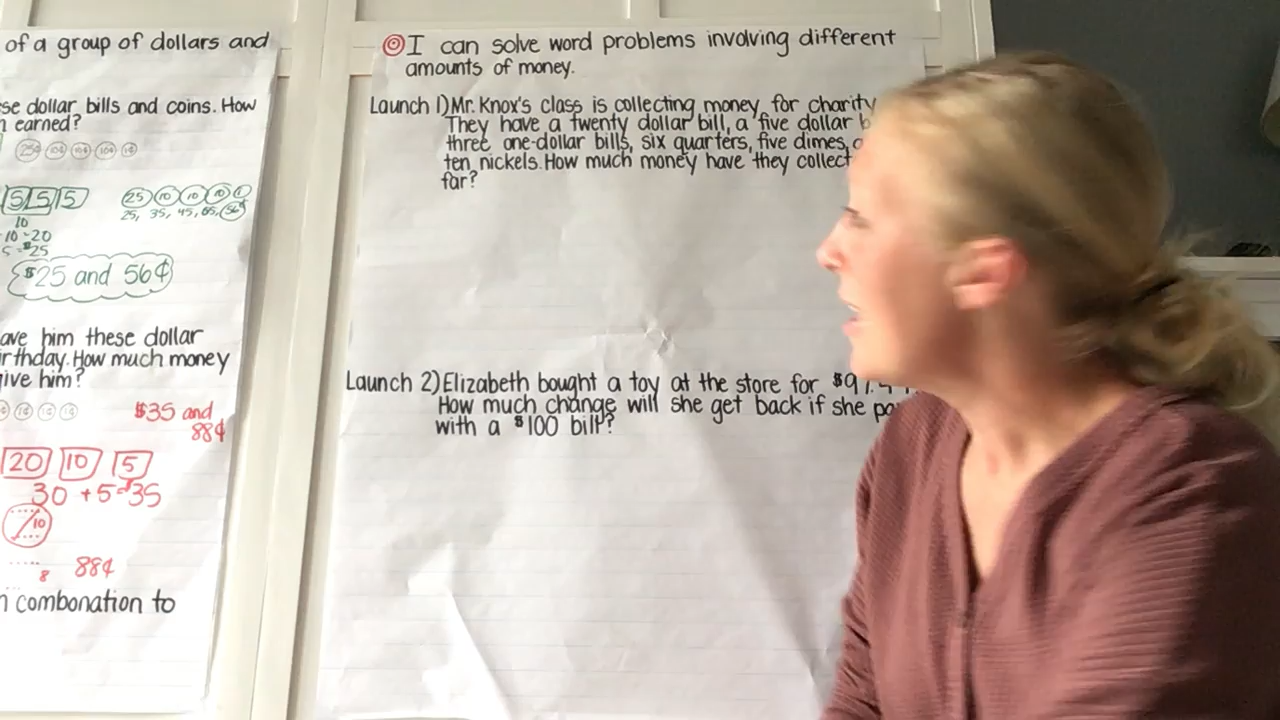 of a group of dollars and
se dollar bills and coins. How
n earned?
25¢ 10¢ 10¢ 10¢ 1¢
5 5 5
25 10 10 10 1
10
25, 35, 45, 55, 56¢
10-20
5 = $25
$25 and 56¢
ave him these dollar
irthday. How much money
give him?
1¢ 1¢ 1¢
$35 and
88¢
20 10 5
30 + 5 = 35
10
8 88¢
n combonation to
I can solve word problems involving different
amounts of money.
Launch 1) Mr. Knox's class is collecting money for charity
They have a twenty dollar bill, a five dollar b
three one-dollar bills, six quarters, five dimes,
ten nickels. How much money have they collect
far?
Launch 2) Elizabeth bought a toy at the store for
How much change will she get back if she pa
with a $100 bill?